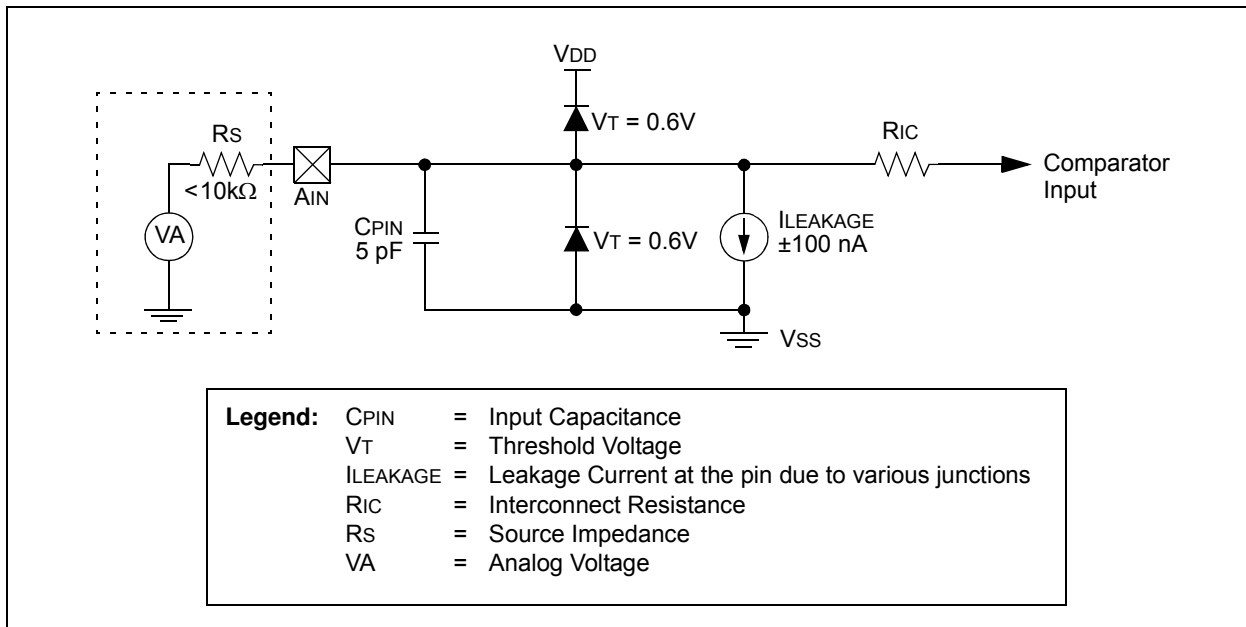 VDD
VT = 0.6V
RS
<10kΩ
AIN
VA
CPIN
5 pF
VT = 0.6V
ILEAKAGE
±100 nA
RIC
Comparator
Input
VSS
Legend: CPIN = Input Capacitance
VT = Threshold Voltage
ILEAKAGE = Leakage Current at the pin due to various junctions
RIC = Interconnect Resistance
RS = Source Impedance
VA = Analog Voltage